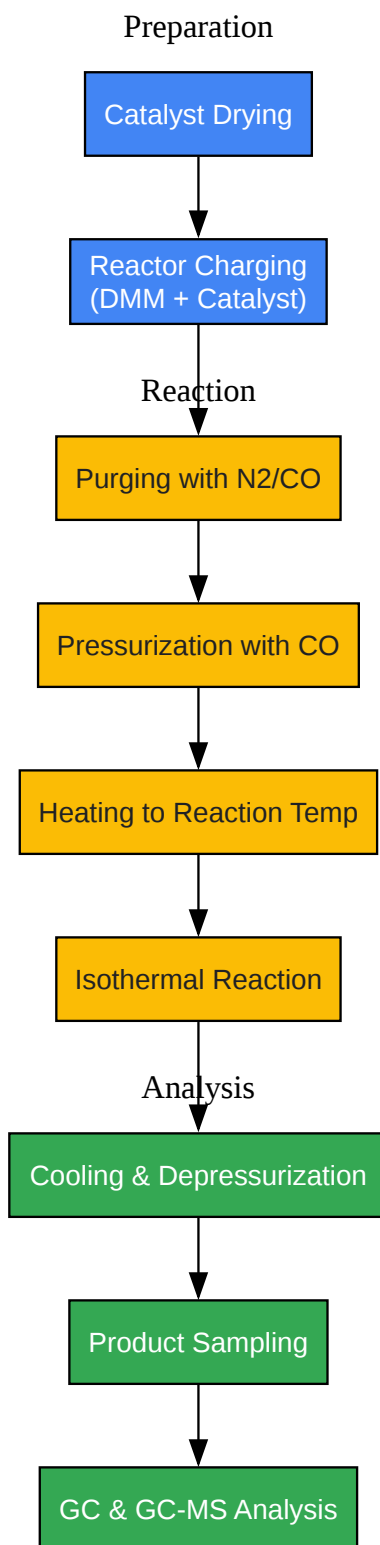 Preparation
Catalyst Drying
Reactor Charging
(DMM + Catalyst)
Reaction
Purging with N2/CO
Pressurization with CO
Heating to Reaction Temp
Isothermal Reaction
Analysis
Cooling & Depressurization
Product Sampling
GC & GC-MS Analysis